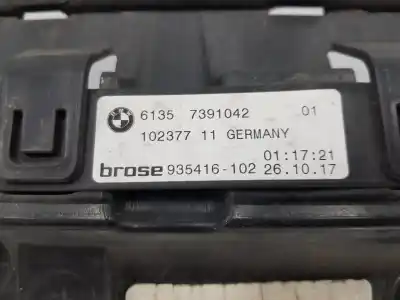 6135 7391042 01
102377 11 GERMANY
01:17:21
brose 935416-102 26.10.17